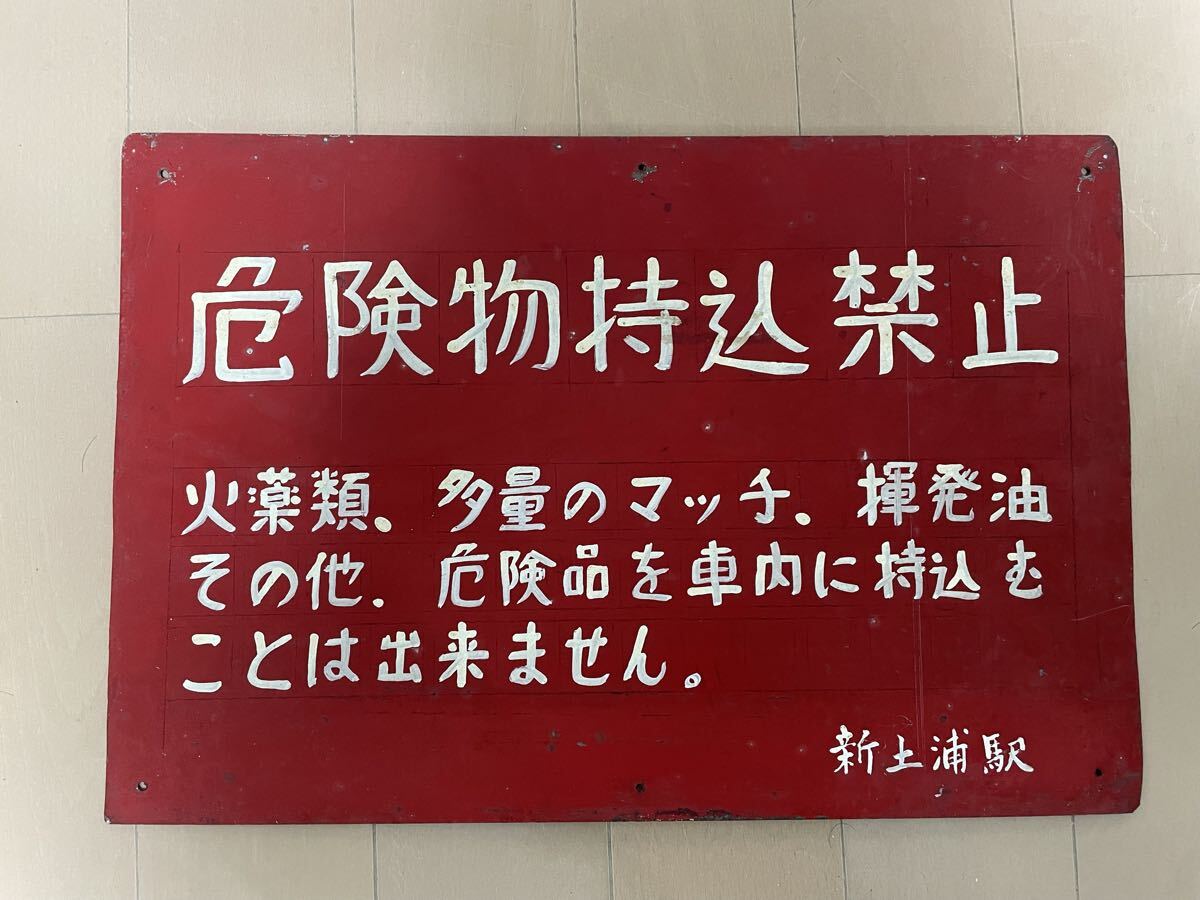 危険物持込禁止
火薬類、多量のマッチ、揮発油
その他、危険品を車内に持込む
ことは出来ません。
新土浦駅